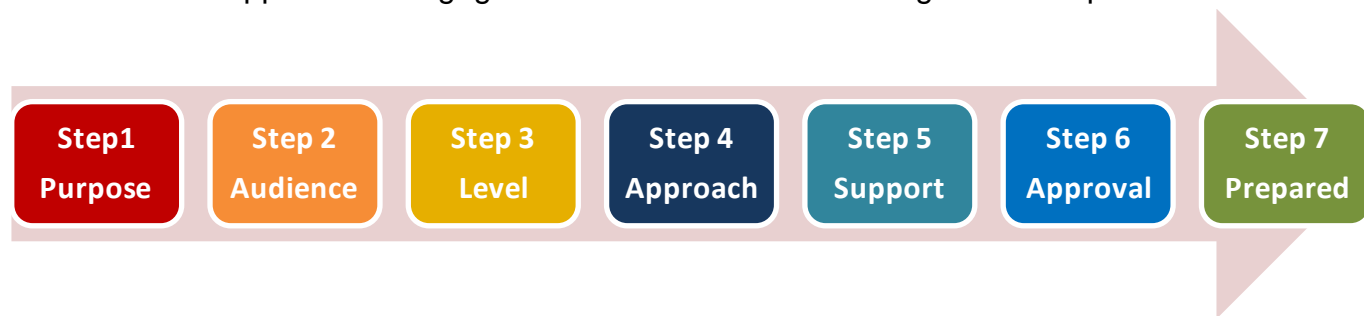 Step1
Purpose
Step 2
Audience
Step 3
Level
Step 4
Approach
Step 5
Support
Step 6
Approval
Step 7
Prepared